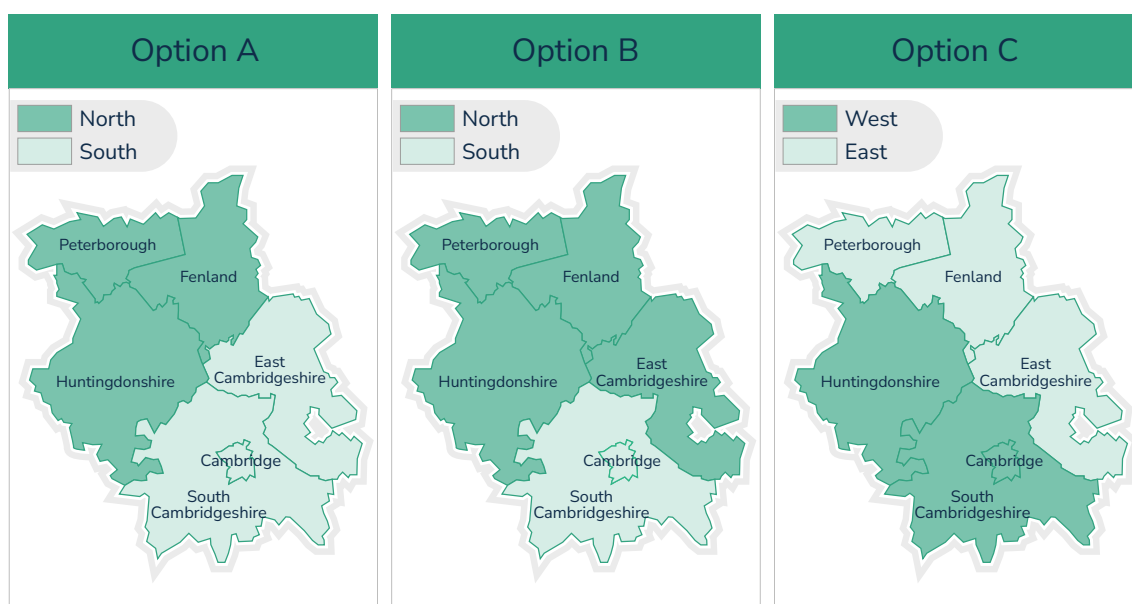 Option A
North
South
Peterborough
Fenland
East
Cambridgeshire
Huntingdonshire
Cambridge
South
Cambridgeshire
Option B
North
South
Peterborough
Fenland
East
Cambridgeshire
Huntingdonshire
Cambridge
South
Cambridgeshire
Option C
West
East
Peterborough
Fenland
East
Cambridgeshire
Huntingdonshire
Cambridge
South
Cambridgeshire